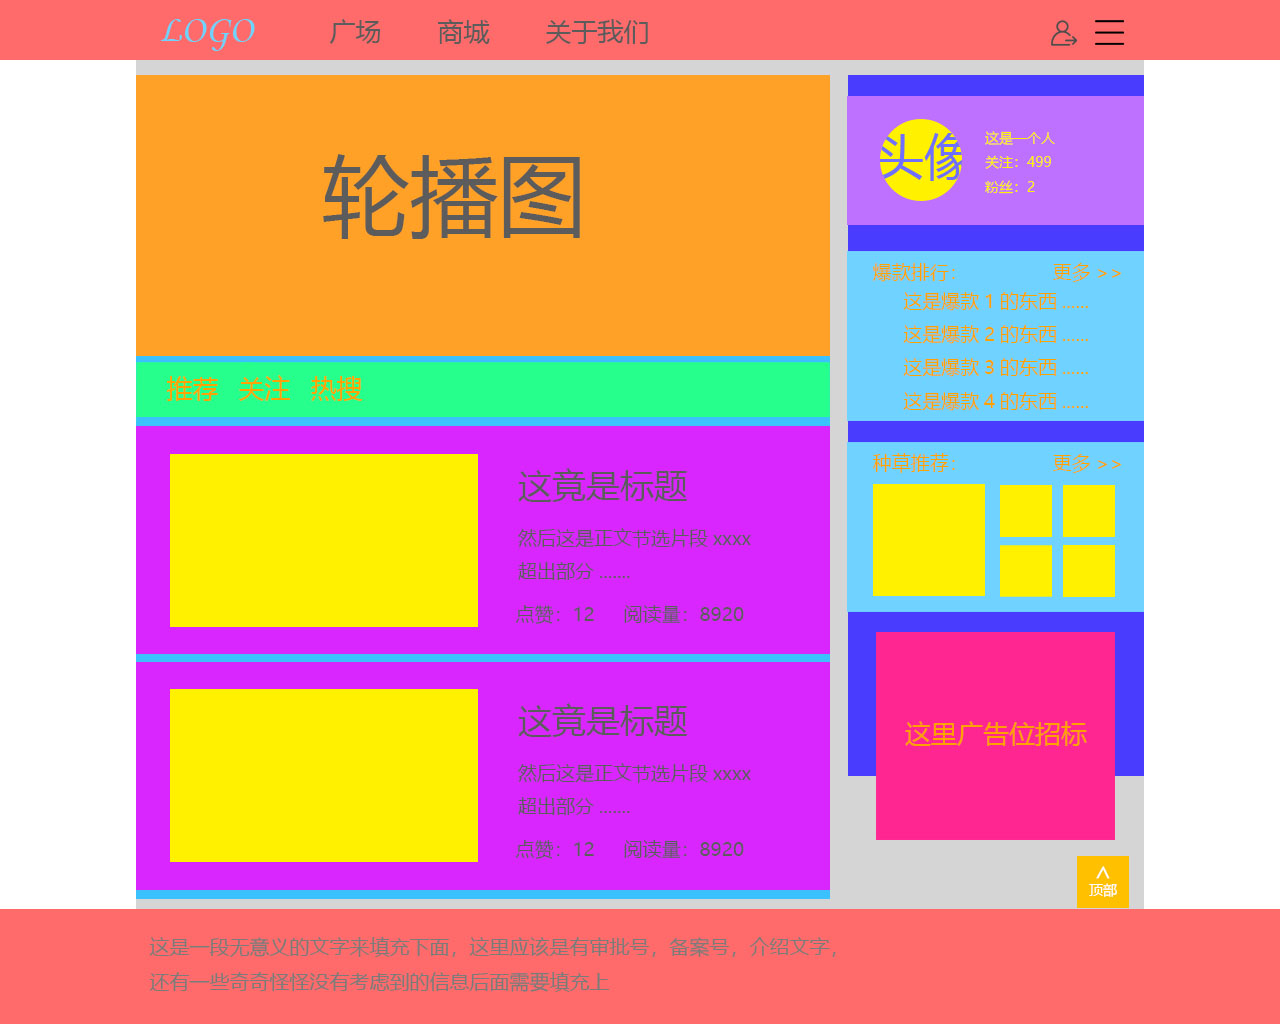 LOGO 广场 商城 关于我们
轮播图
推荐 关注 热搜
这竟是标题
然后这是正文节选片段 xxxx
超出部分 .......
点赞：12 阅读量：8920
这竟是标题
然后这是正文节选片段 xxxx
超出部分 .......
点赞：12 阅读量：8920
头像
这是一个人
关注：499
粉丝：2
爆款排行： 更多 >>
这是爆款 1 的东西 ......
这是爆款 2 的东西 ......
这是爆款 3 的东西 ......
这是爆款 4 的东西 ......
种草推荐： 更多 >>
这里广告位招标
顶部
这是一段无意义的文字来填充下面，这里应该是有审批号，备案号，介绍文字，
还有一些奇奇怪怪没有考虑到的信息后面需要填充上